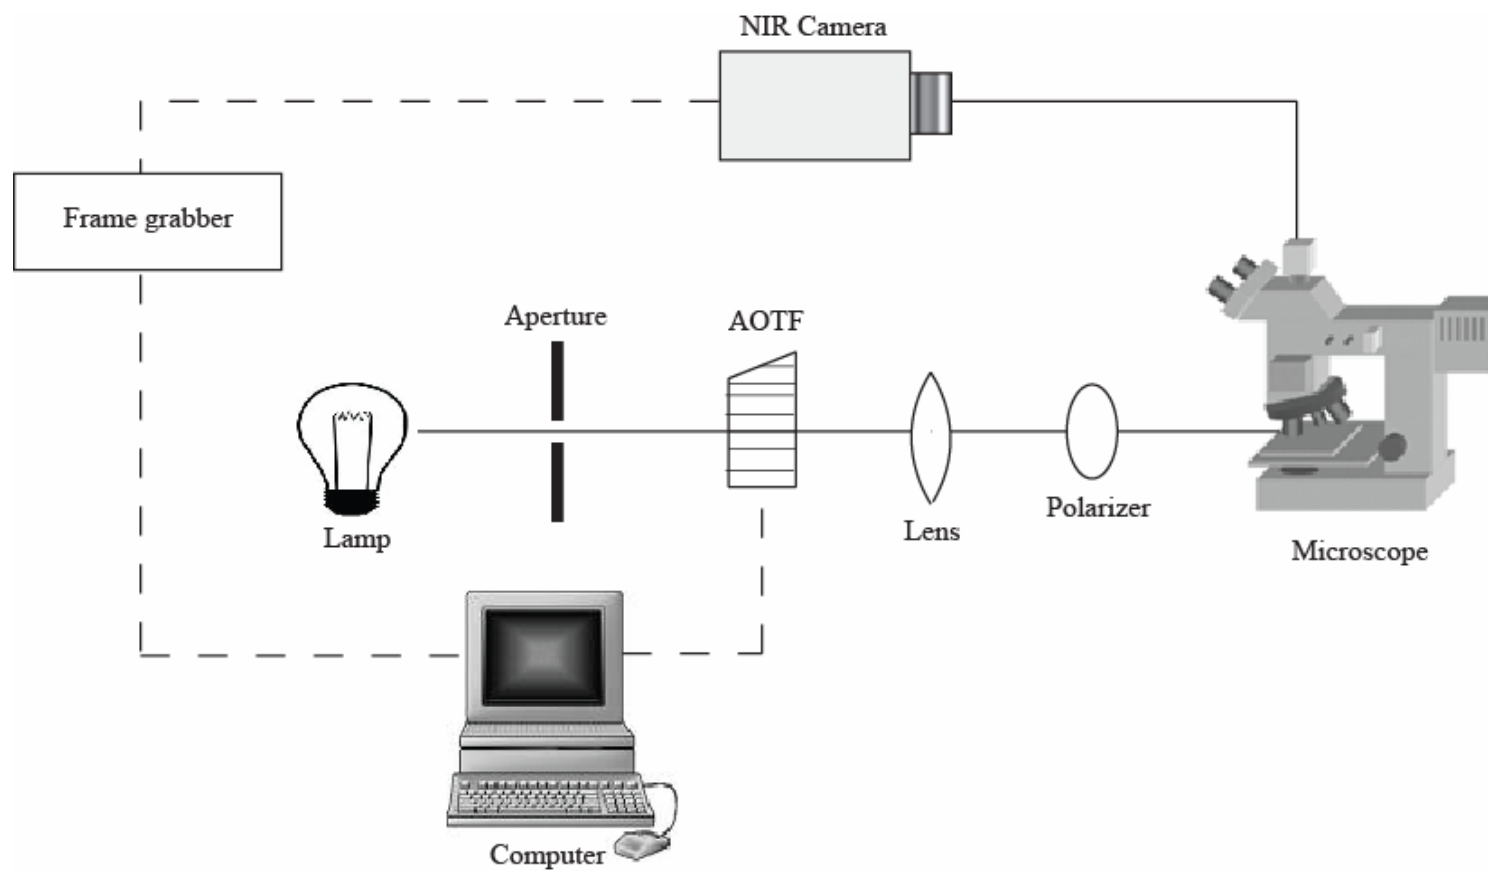 NIR Camera
Frame grabber
Aperture
AOTF
Lamp
Lens
Polarizer
Microscope
Computer